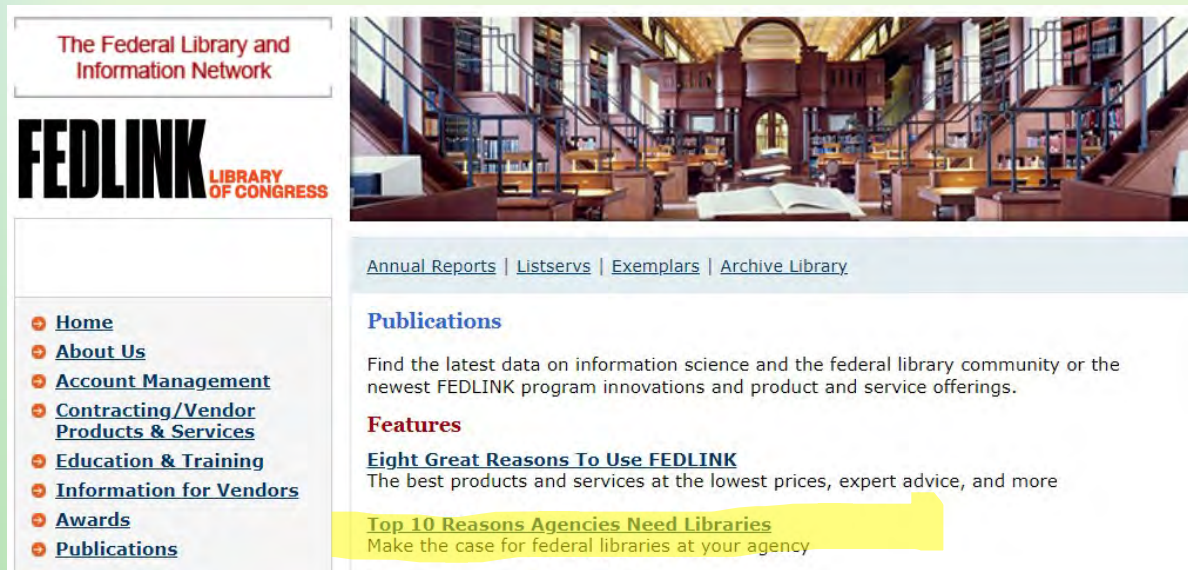 The Federal Library and
Information Network
FEDLINK LIBRARY
OF CONGRESS
Home
About Us
Account Management
Contracting/Vendor
Products & Services
Education & Training
Information for Vendors
Awards
Publications
Annual Reports | Listservs | Exemplars | Archive Library
Publications
Find the latest data on information science and the federal library community or the
newest FEDLINK program innovations and product and service offerings.
Features
Eight Great Reasons To Use FEDLINK
The best products and services at the lowest prices, expert advice, and more
Top 10 Reasons Agencies Need Libraries
Make the case for federal libraries at your agency